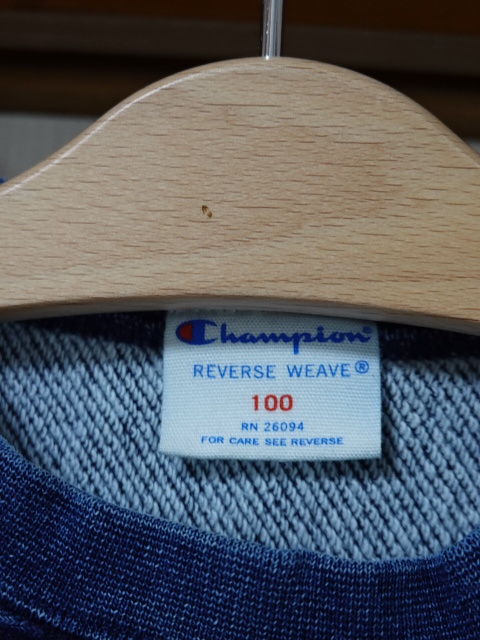 Champion®
REVERSE WEAVE®
100
RN 26094
FOR CARE SEE REVERSE